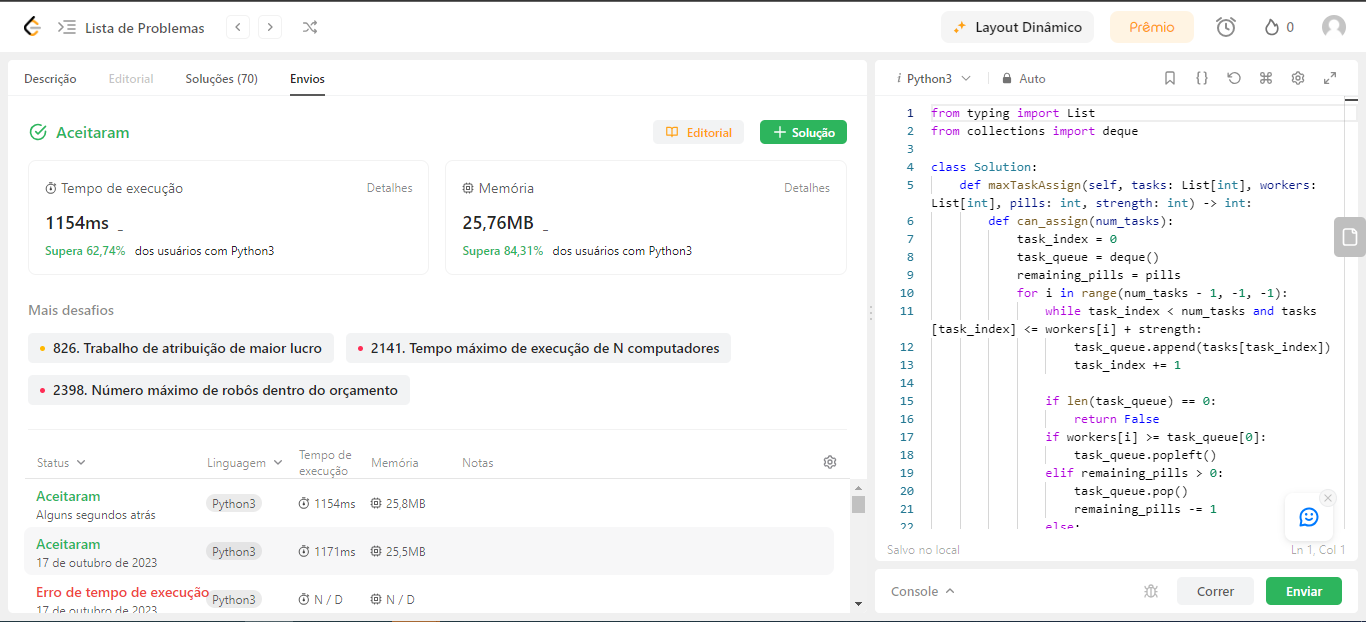 Lista de Problemas
Layout Dinâmico
Prêmio
0
Descrição
Editorial
Soluções (70)
Envios
Aceitaram
Editorial
Solução
Tempo de execução
Detalhes
1154ms
Supera 62,74% dos usuários com Python3
Memória
Detalhes
25,76MB
Supera 84,31% dos usuários com Python3
Mais desafios
826. Trabalho de atribuição de maior lucro
2141. Tempo máximo de execução de N computadores
2398. Número máximo de robôs dentro do orçamento
Status
Linguagem
Tempo de
execução
Memória
Notas
Aceitaram
Alguns segundos atrás
Python3
1154ms
25,8MB
Aceitaram
17 de outubro de 2023
Python3
1171ms
25,5MB
Erro de tempo de execução
17 de outubro de 2023
Python3
N / D
N / D
i Python3
Auto
1 from typing import List
2 from collections import deque
3
4 class Solution:
5 def maxTaskAssign(self, tasks: List[int], workers:
List[int], pills: int, strength: int) -> int:
6 def can_assign(num_tasks):
7 task_index = 0
8 task_queue = deque()
9 remaining_pills = pills
10 for i in range(num_tasks - 1, -1, -1):
11 while task_index < num_tasks and tasks
[task_index] <= workers[i] + strength:
12 task_queue.append(tasks[task_index])
13 task_index += 1
14
15 if len(task_queue) == 0:
16 return False
17 if workers[i] >= task_queue[0]:
18 task_queue.popleft()
19 elif remaining_pills > 0:
20 task_queue.pop()
21 remaining_pills -= 1
22 else:
Salvo no local
Ln 1, Col 1
Console
Correr
Enviar